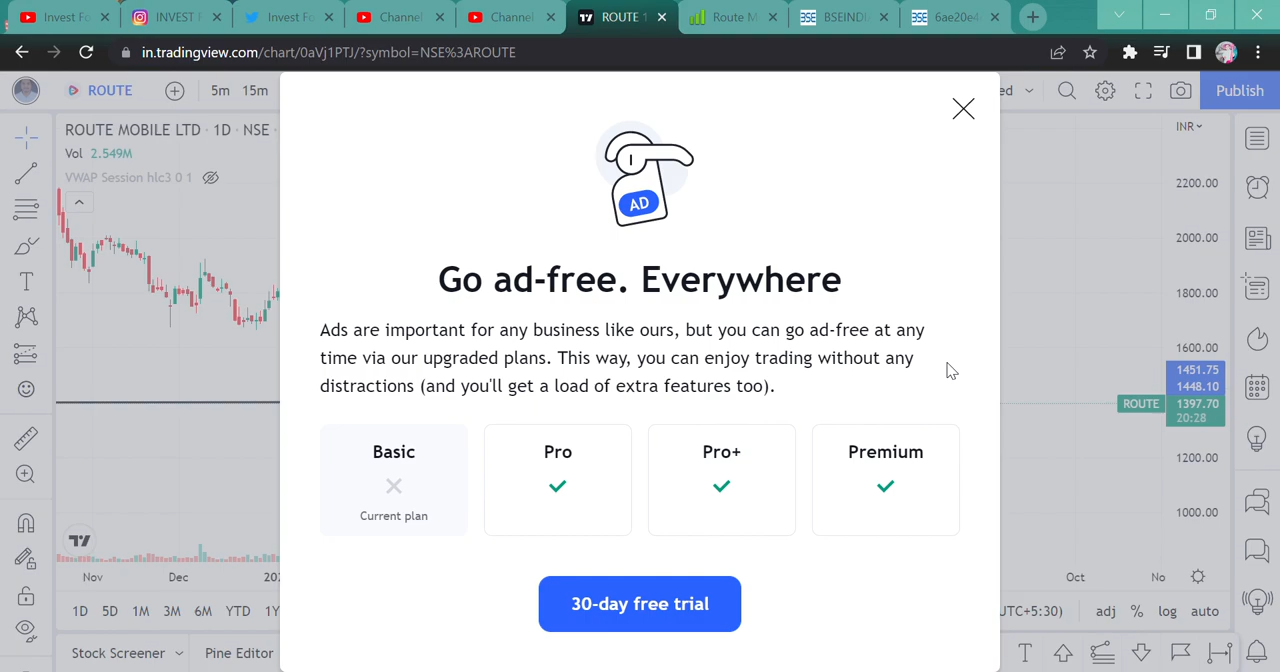 Invest Fo
INVEST F
Invest Fo
Channel
Channel
ROUTE 1
Route M
BSEINDI
6ae20e4
in.tradingview.com/chart/0aVj1PTJ/?symbol=NSE%3AROUTE
ROUTE
5m 15m
Publish
ROUTE MOBILE LTD · 1D · NSE ·
Vol 2.549M
VWAP Session hlc3 0 1
INR
2200.00
2000.00
1800.00
1600.00
1451.75
1448.10
ROUTE 1397.70
20:28
1200.00
1000.00
AD
Go ad-free. Everywhere
Ads are important for any business like ours, but you can go ad-free at any
time via our upgraded plans. This way, you can enjoy trading without any
distractions (and you'll get a load of extra features too).
Basic
Current plan
Pro
Pro+
Premium
30-day free trial
Nov Dec 202 Oct No
1D 5D 1M 3M 6M YTD 1Y
UTC+5:30) adj % log auto
Stock Screener Pine Editor